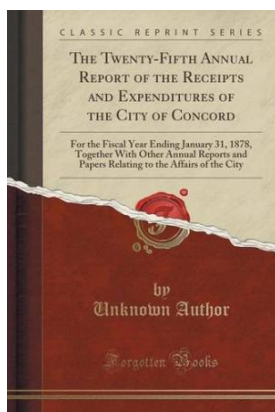 CLASSIC REPRINT SERIES
THE TWENTY-FIFTH ANNUAL
REPORT OF THE RECEIPTS
AND EXPENDITURES OF
THE CITY OF CONCORD
For the Fiscal Year Ending January 31, 1878,
Together With Other Annual Reports and
Papers Relating to the Affairs of the City
by
Unknown Author
Forgotten Books